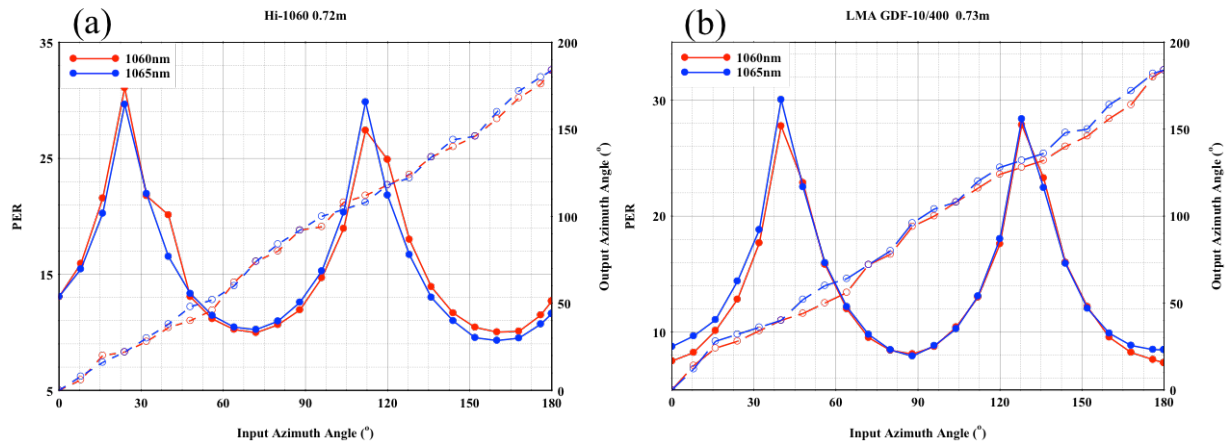 (a)
Hi-1060 0.72m
1060nm
1065nm
35
25
15
5
PER
200
150
100
50
0
Output Azimuth Angle (°)
0 30 60 90 120 150 180
Input Azimuth Angle (°)
(b)
LMA GDF-10/400 0.73m
1060nm
1065nm
30
20
10
PER
200
150
100
50
0
Output Azimuth Angle (°)
0 30 60 90 120 150 180
Input Azimuth Angle (°)